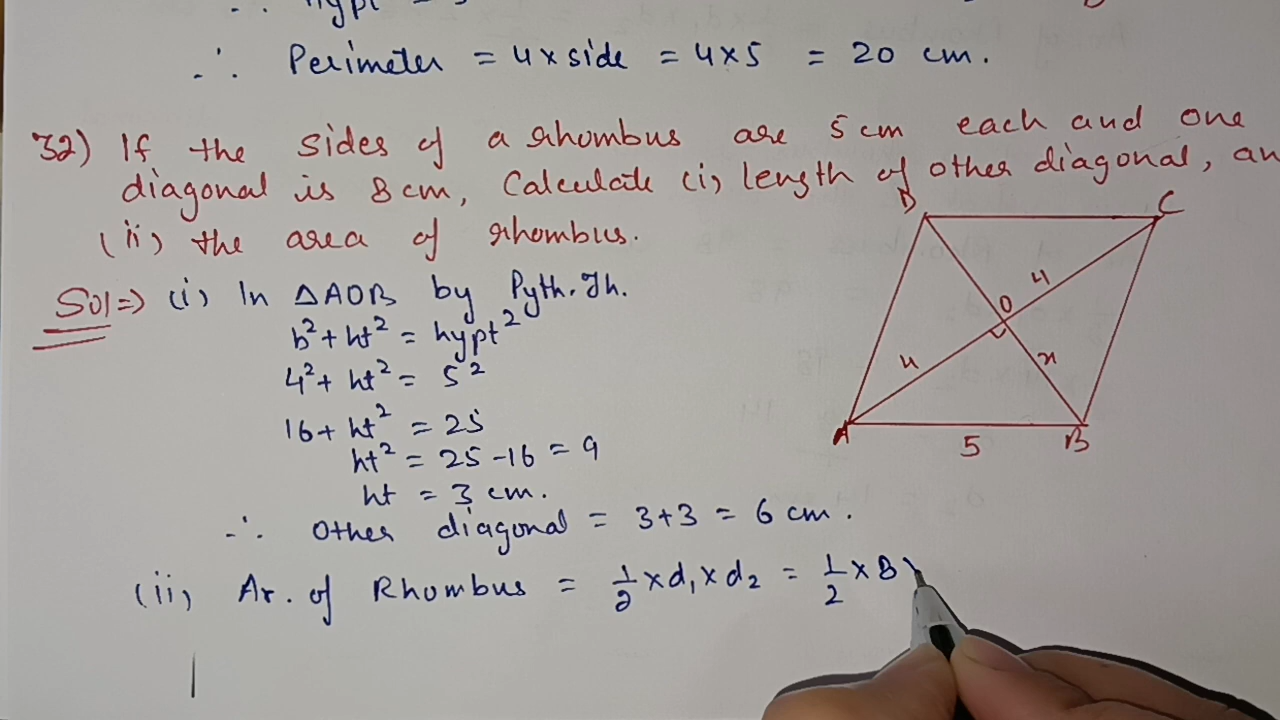 ∴ hypt =
∴ Perimeter = 4 × side = 4×5 = 20 cm.
32) If the sides of a rhombus are 5 cm each and one
diagonal is 8 cm, Calculate (i) length of other diagonal, an
(ii) the area of rhombus.
Sol⇒ (i) In ΔAOB by Pyth. Th.
b² + ht² = hypt²
4² + ht² = 5²
16 + ht² = 25
ht² = 25 - 16 = 9
ht = 3 cm.
∴ Other diagonal = 3+3 = 6 cm.
(ii) Ar. of Rhombus = 1/2 × d₁ × d₂ = 1/2 × 8 ×
D C
4
O
4 x
A B
5